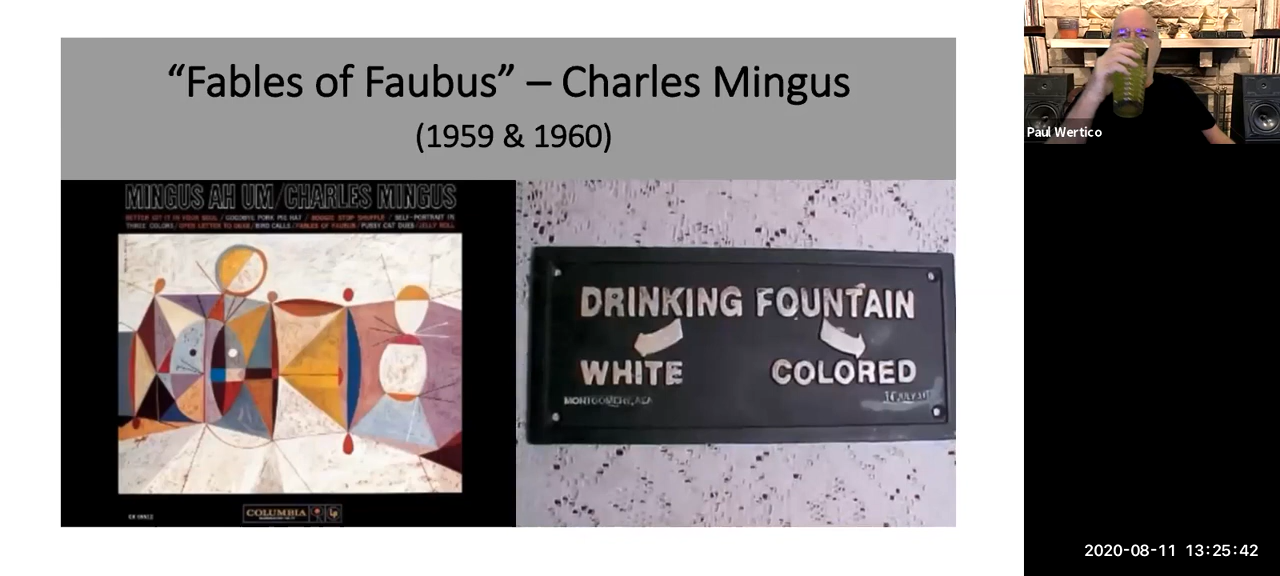 “Fables of Faubus” – Charles Mingus
(1959 & 1960)
MINGUS AH UM/CHARLES MINGUS
BETTER GIT IT IN YOUR SOUL / GOODBYE PORK PIE HAT / BOOGIE STOP SHUFFLE / SELF-PORTRAIT IN
THREE COLORS / OPEN LETTER TO DUKE / BIRD CALLS / FABLES OF FAUBUS / PUSSY CAT DUES / JELLY ROLL
COLUMBIA
DRINKING FOUNTAIN
WHITE COLORED
MONTGOMERY, ALA
Paul Wertico
2020-08-11 13:25:42